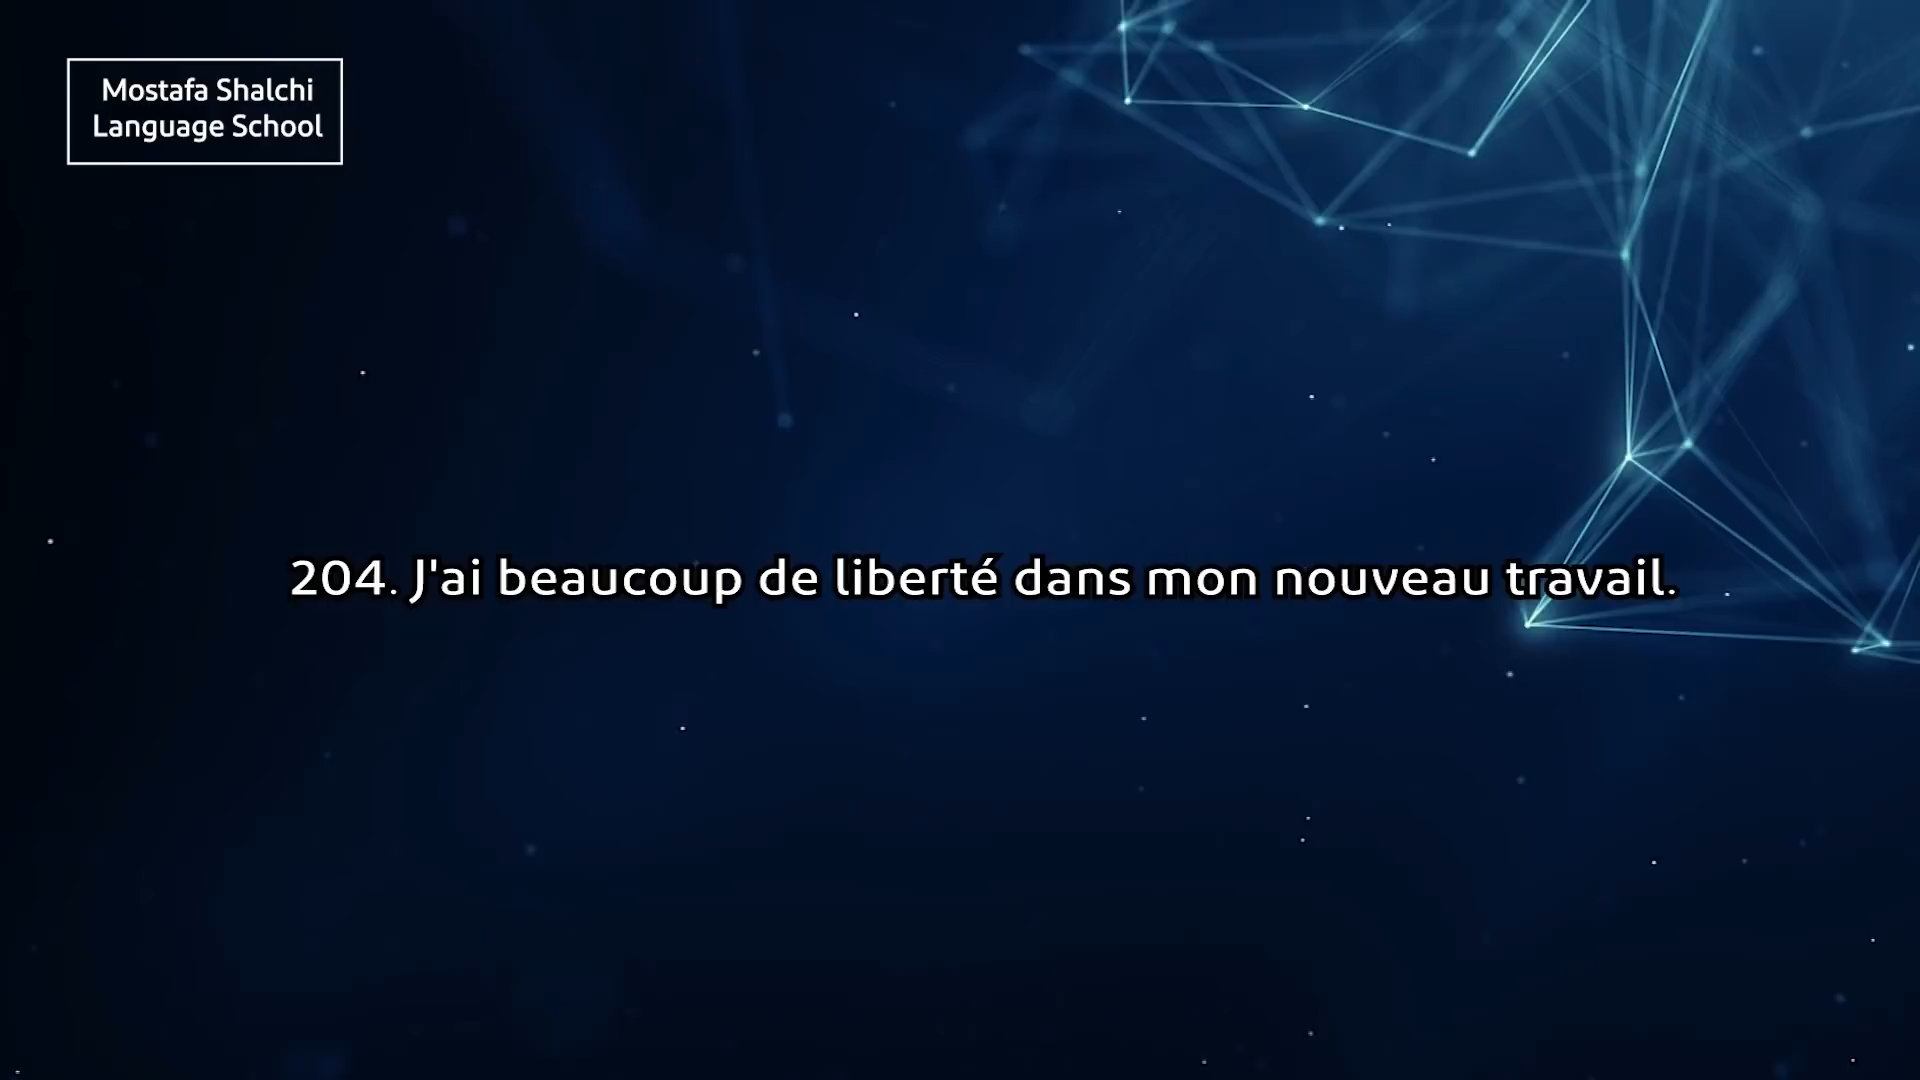 Mostafa Shalchi
Language School
204. J'ai beaucoup de liberté dans mon nouveau travail.